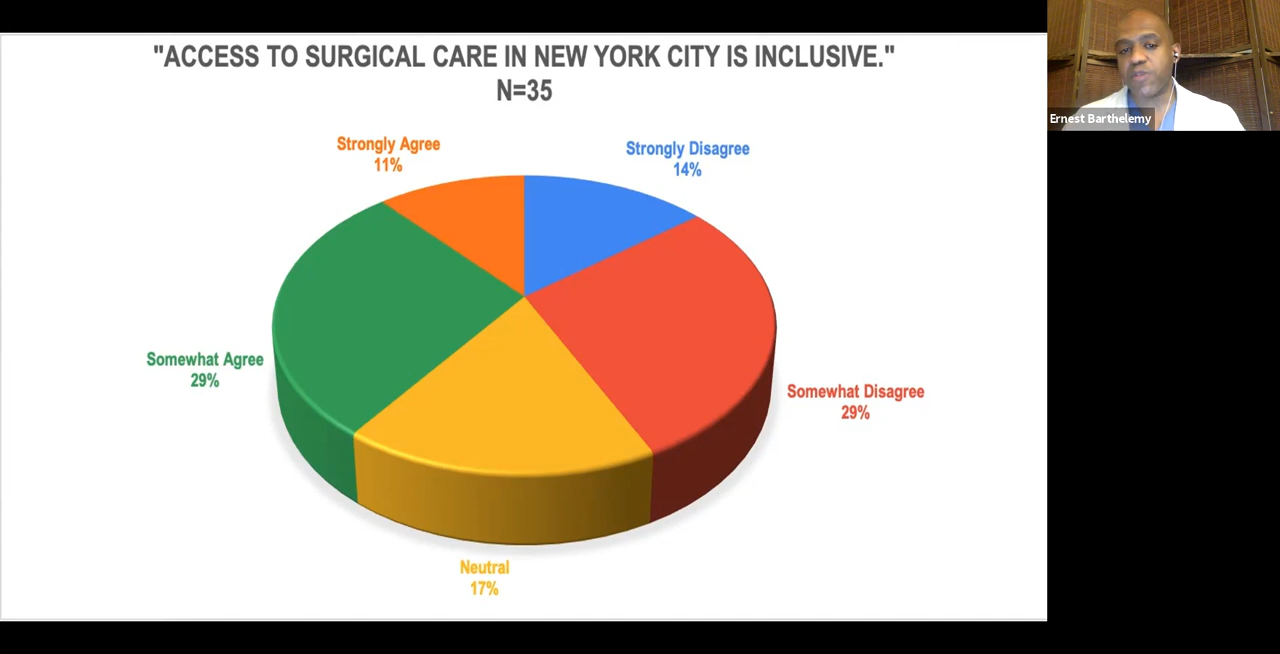 "ACCESS TO SURGICAL CARE IN NEW YORK CITY IS INCLUSIVE."
N=35
Strongly Agree
11%
Strongly Disagree
14%
Somewhat Agree
29%
Somewhat Disagree
29%
Neutral
17%
Ernest Barthelemy